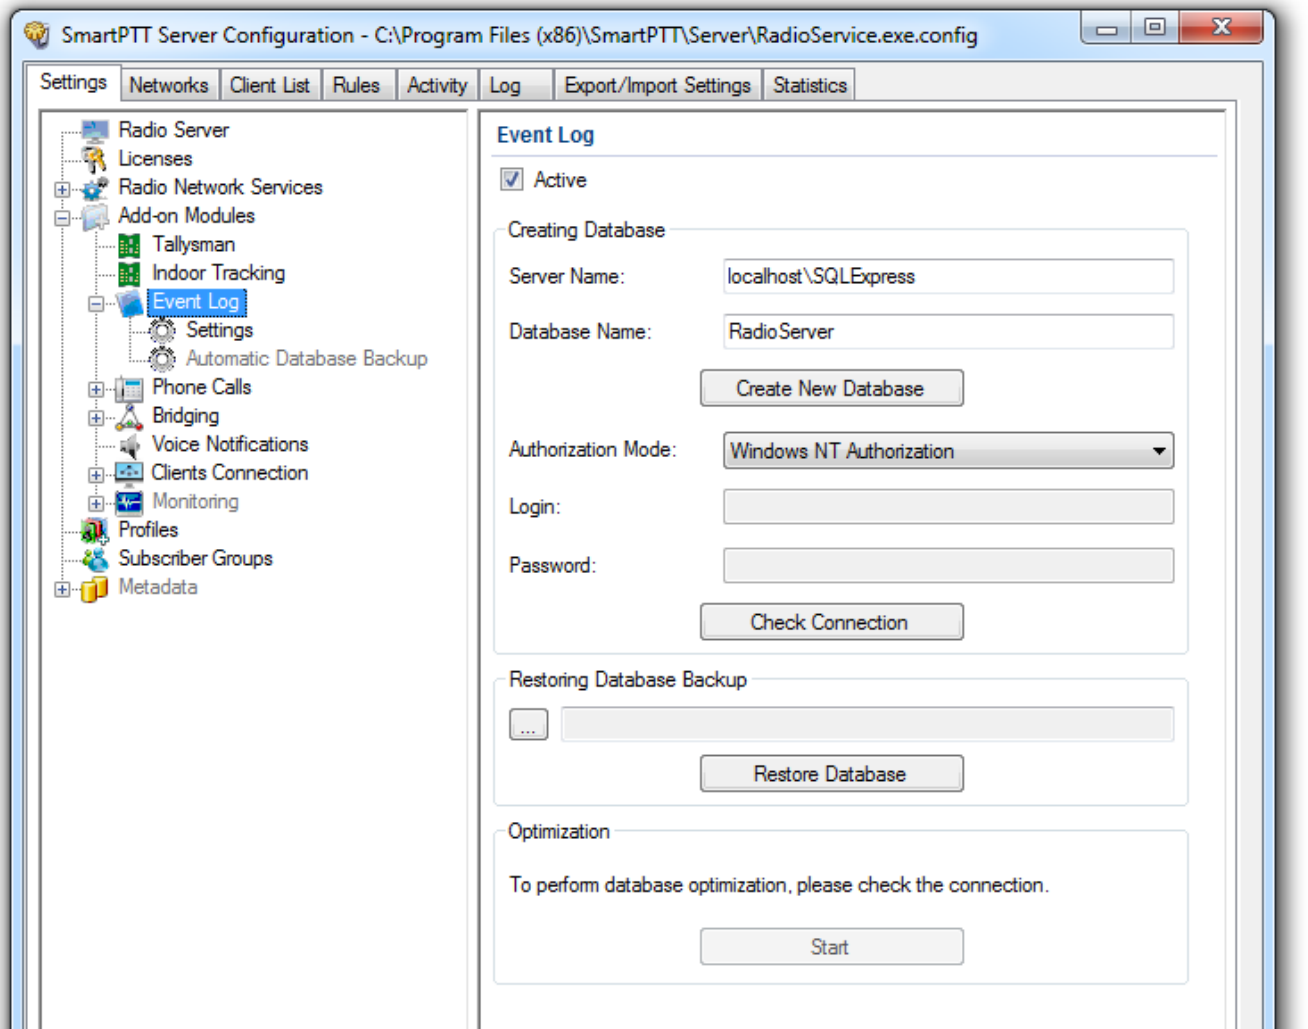 SmartPTT Server Configuration - C:\Program Files (x86)\SmartPTT\Server\RadioService.exe.config
Settings Networks Client List Rules Activity Log Export/Import Settings Statistics
Radio Server
Licenses
Radio Network Services
Add-on Modules
Tallysman
Indoor Tracking
Event Log
Settings
Automatic Database Backup
Phone Calls
Bridging
Voice Notifications
Clients Connection
Monitoring
Profiles
Subscriber Groups
Metadata
Event Log
Active
Creating Database
Server Name: localhost\SQLExpress
Database Name: RadioServer
Create New Database
Authorization Mode: Windows NT Authorization
Login:
Password:
Check Connection
Restoring Database Backup
...
Restore Database
Optimization
To perform database optimization, please check the connection.
Start